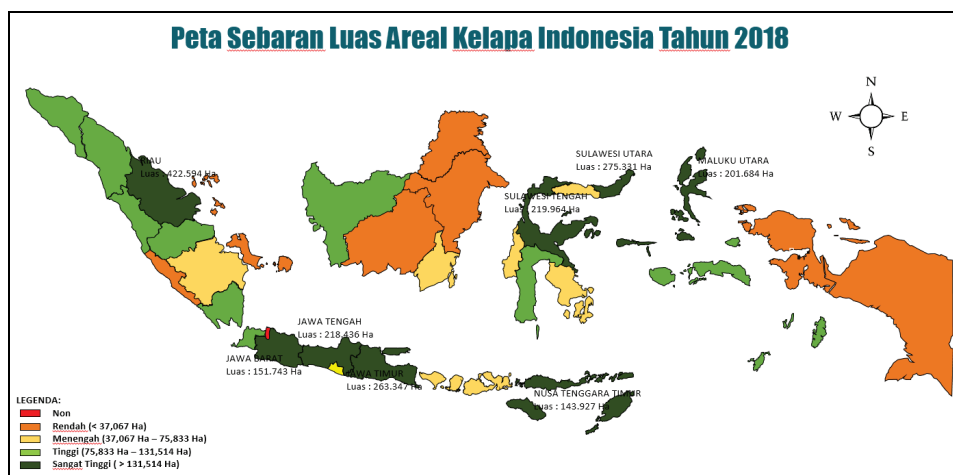 Peta Sebaran Luas Areal Kelapa Indonesia Tahun 2018
N
W E
S
RIAU
Luas : 422.594 Ha
SULAWESI UTARA
Luas : 275.331 Ha
MALUKU UTARA
Luas : 201.684 Ha
SULAWESI TENGAH
Luas : 219.964 Ha
JAWA TENGAH
Luas : 218.436 Ha
JAWA BARAT
Luas : 151.743 Ha
JAWA TIMUR
Luas : 263.347 Ha
NUSA TENGGARA TIMUR
Luas : 143.927 Ha
LEGENDA:
Non
Rendah (< 37,067 Ha)
Menengah (37,067 Ha – 75,833 Ha)
Tinggi (75,833 Ha – 131,514 Ha)
Sangat Tinggi ( > 131,514 Ha)